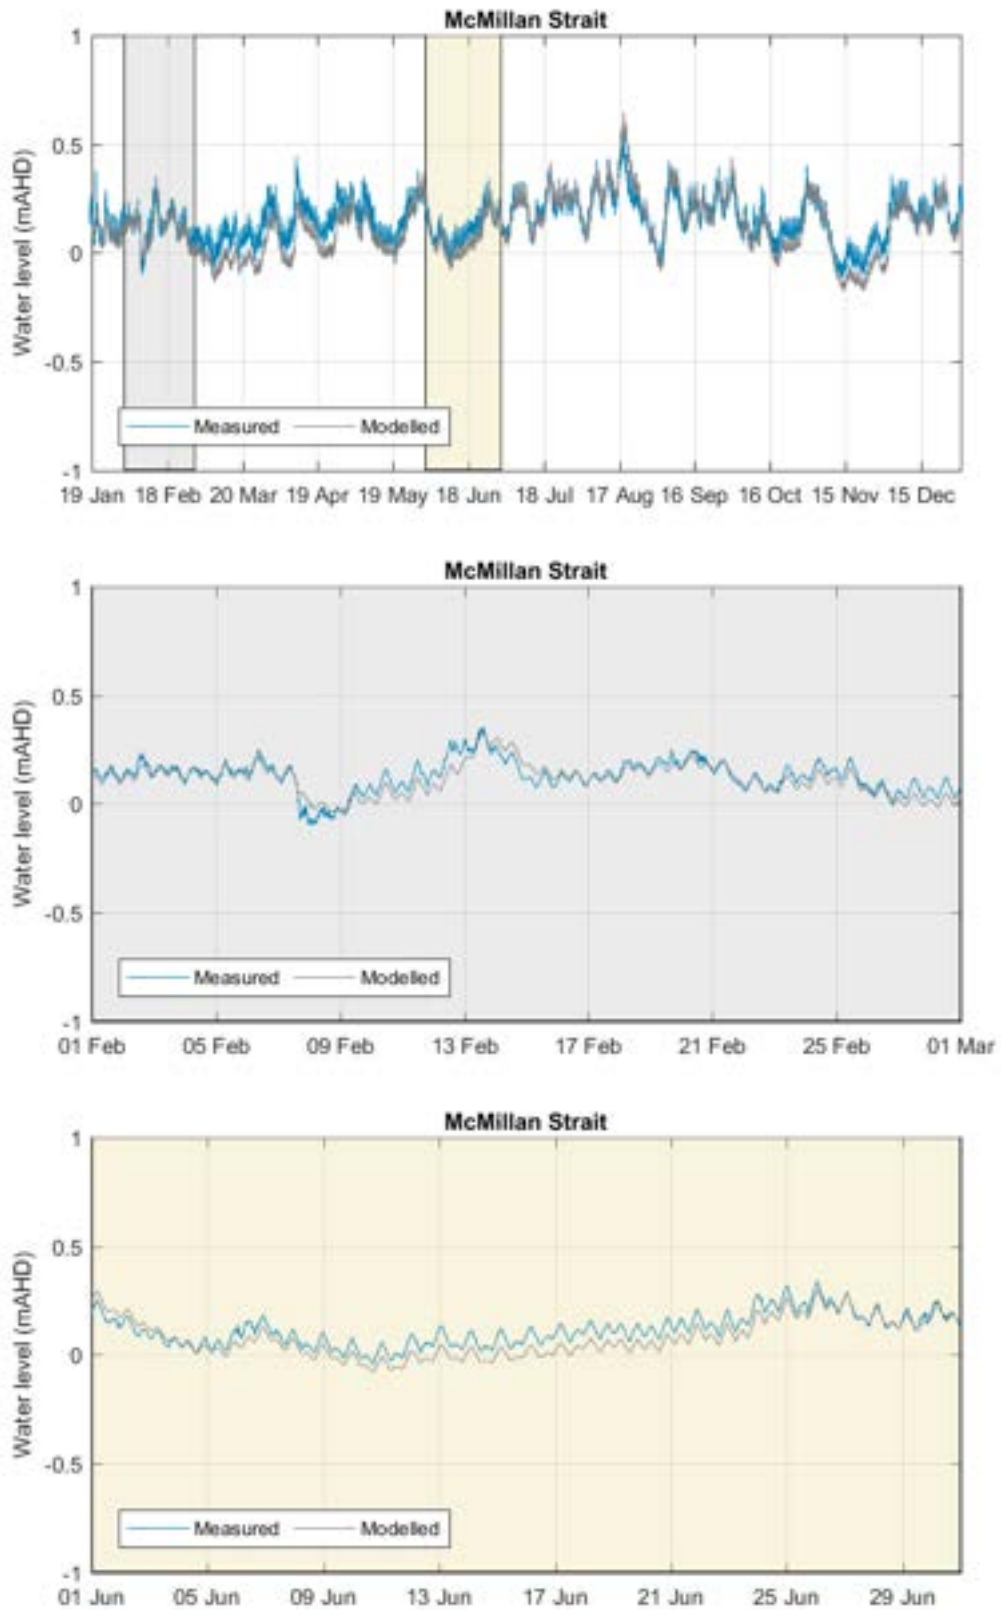 McMillan Strait
1
0.5
0
-0.5
-1
Water level (mAHD)
Measured Modelled
19 Jan 18 Feb 20 Mar 19 Apr 19 May 18 Jun 18 Jul 17 Aug 16 Sep 16 Oct 15 Nov 15 Dec
McMillan Strait
1
0.5
0
-0.5
-1
Water level (mAHD)
Measured Modelled
01 Feb 05 Feb 09 Feb 13 Feb 17 Feb 21 Feb 25 Feb 01 Mar
McMillan Strait
1
0.5
0
-0.5
-1
Water level (mAHD)
Measured Modelled
01 Jun 05 Jun 09 Jun 13 Jun 17 Jun 21 Jun 25 Jun 29 Jun